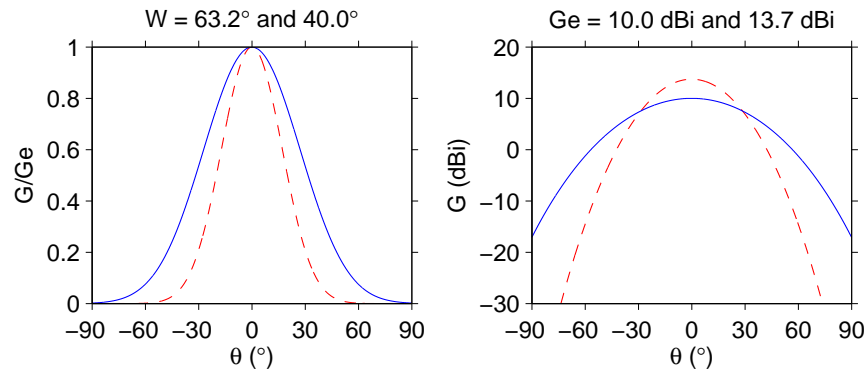 W = 63.2° and 40.0°
G/Ge
1
0.8
0.6
0.4
0.2
0
−90 −60 −30 0 30 60 90
θ (°)
Ge = 10.0 dBi and 13.7 dBi
G (dBi)
20
10
0
−10
−20
−30
−90 −60 −30 0 30 60 90
θ (°)